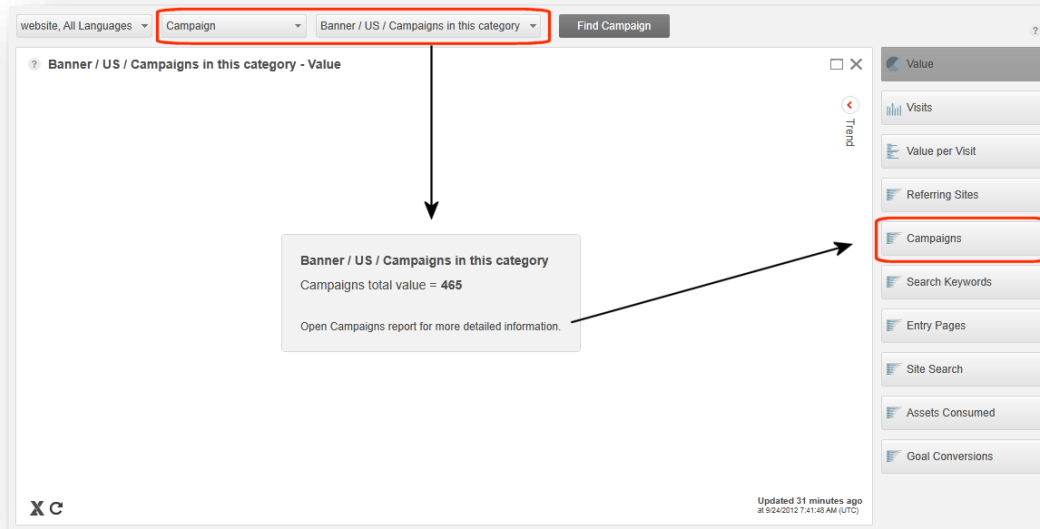 website, All Languages
Campaign
Banner / US / Campaigns in this category
Find Campaign
?
? Banner / US / Campaigns in this category - Value
Trend
Banner / US / Campaigns in this category
Campaigns total value = 465
Open Campaigns report for more detailed information.
Updated 31 minutes ago
at 9/24/2012 7:41:48 AM (UTC)
Value
Visits
Value per Visit
Referring Sites
Campaigns
Search Keywords
Entry Pages
Site Search
Assets Consumed
Goal Conversions